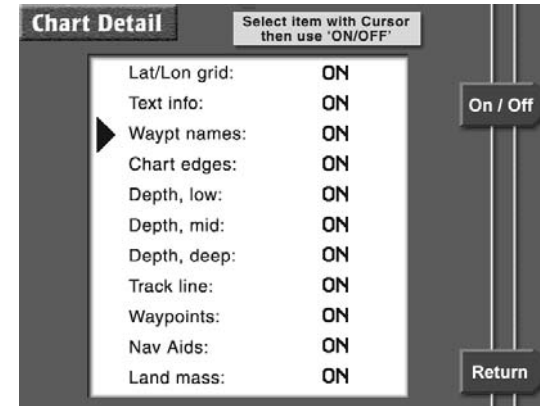 Chart Detail
Select item with Cursor
then use 'ON/OFF'
Lat/Lon grid: ON
Text info: ON
On / Off
Waypt names: ON
Chart edges: ON
Depth, low: ON
Depth, mid: ON
Depth, deep: ON
Track line: ON
Waypoints: ON
Nav Aids: ON
Land mass: ON
Return